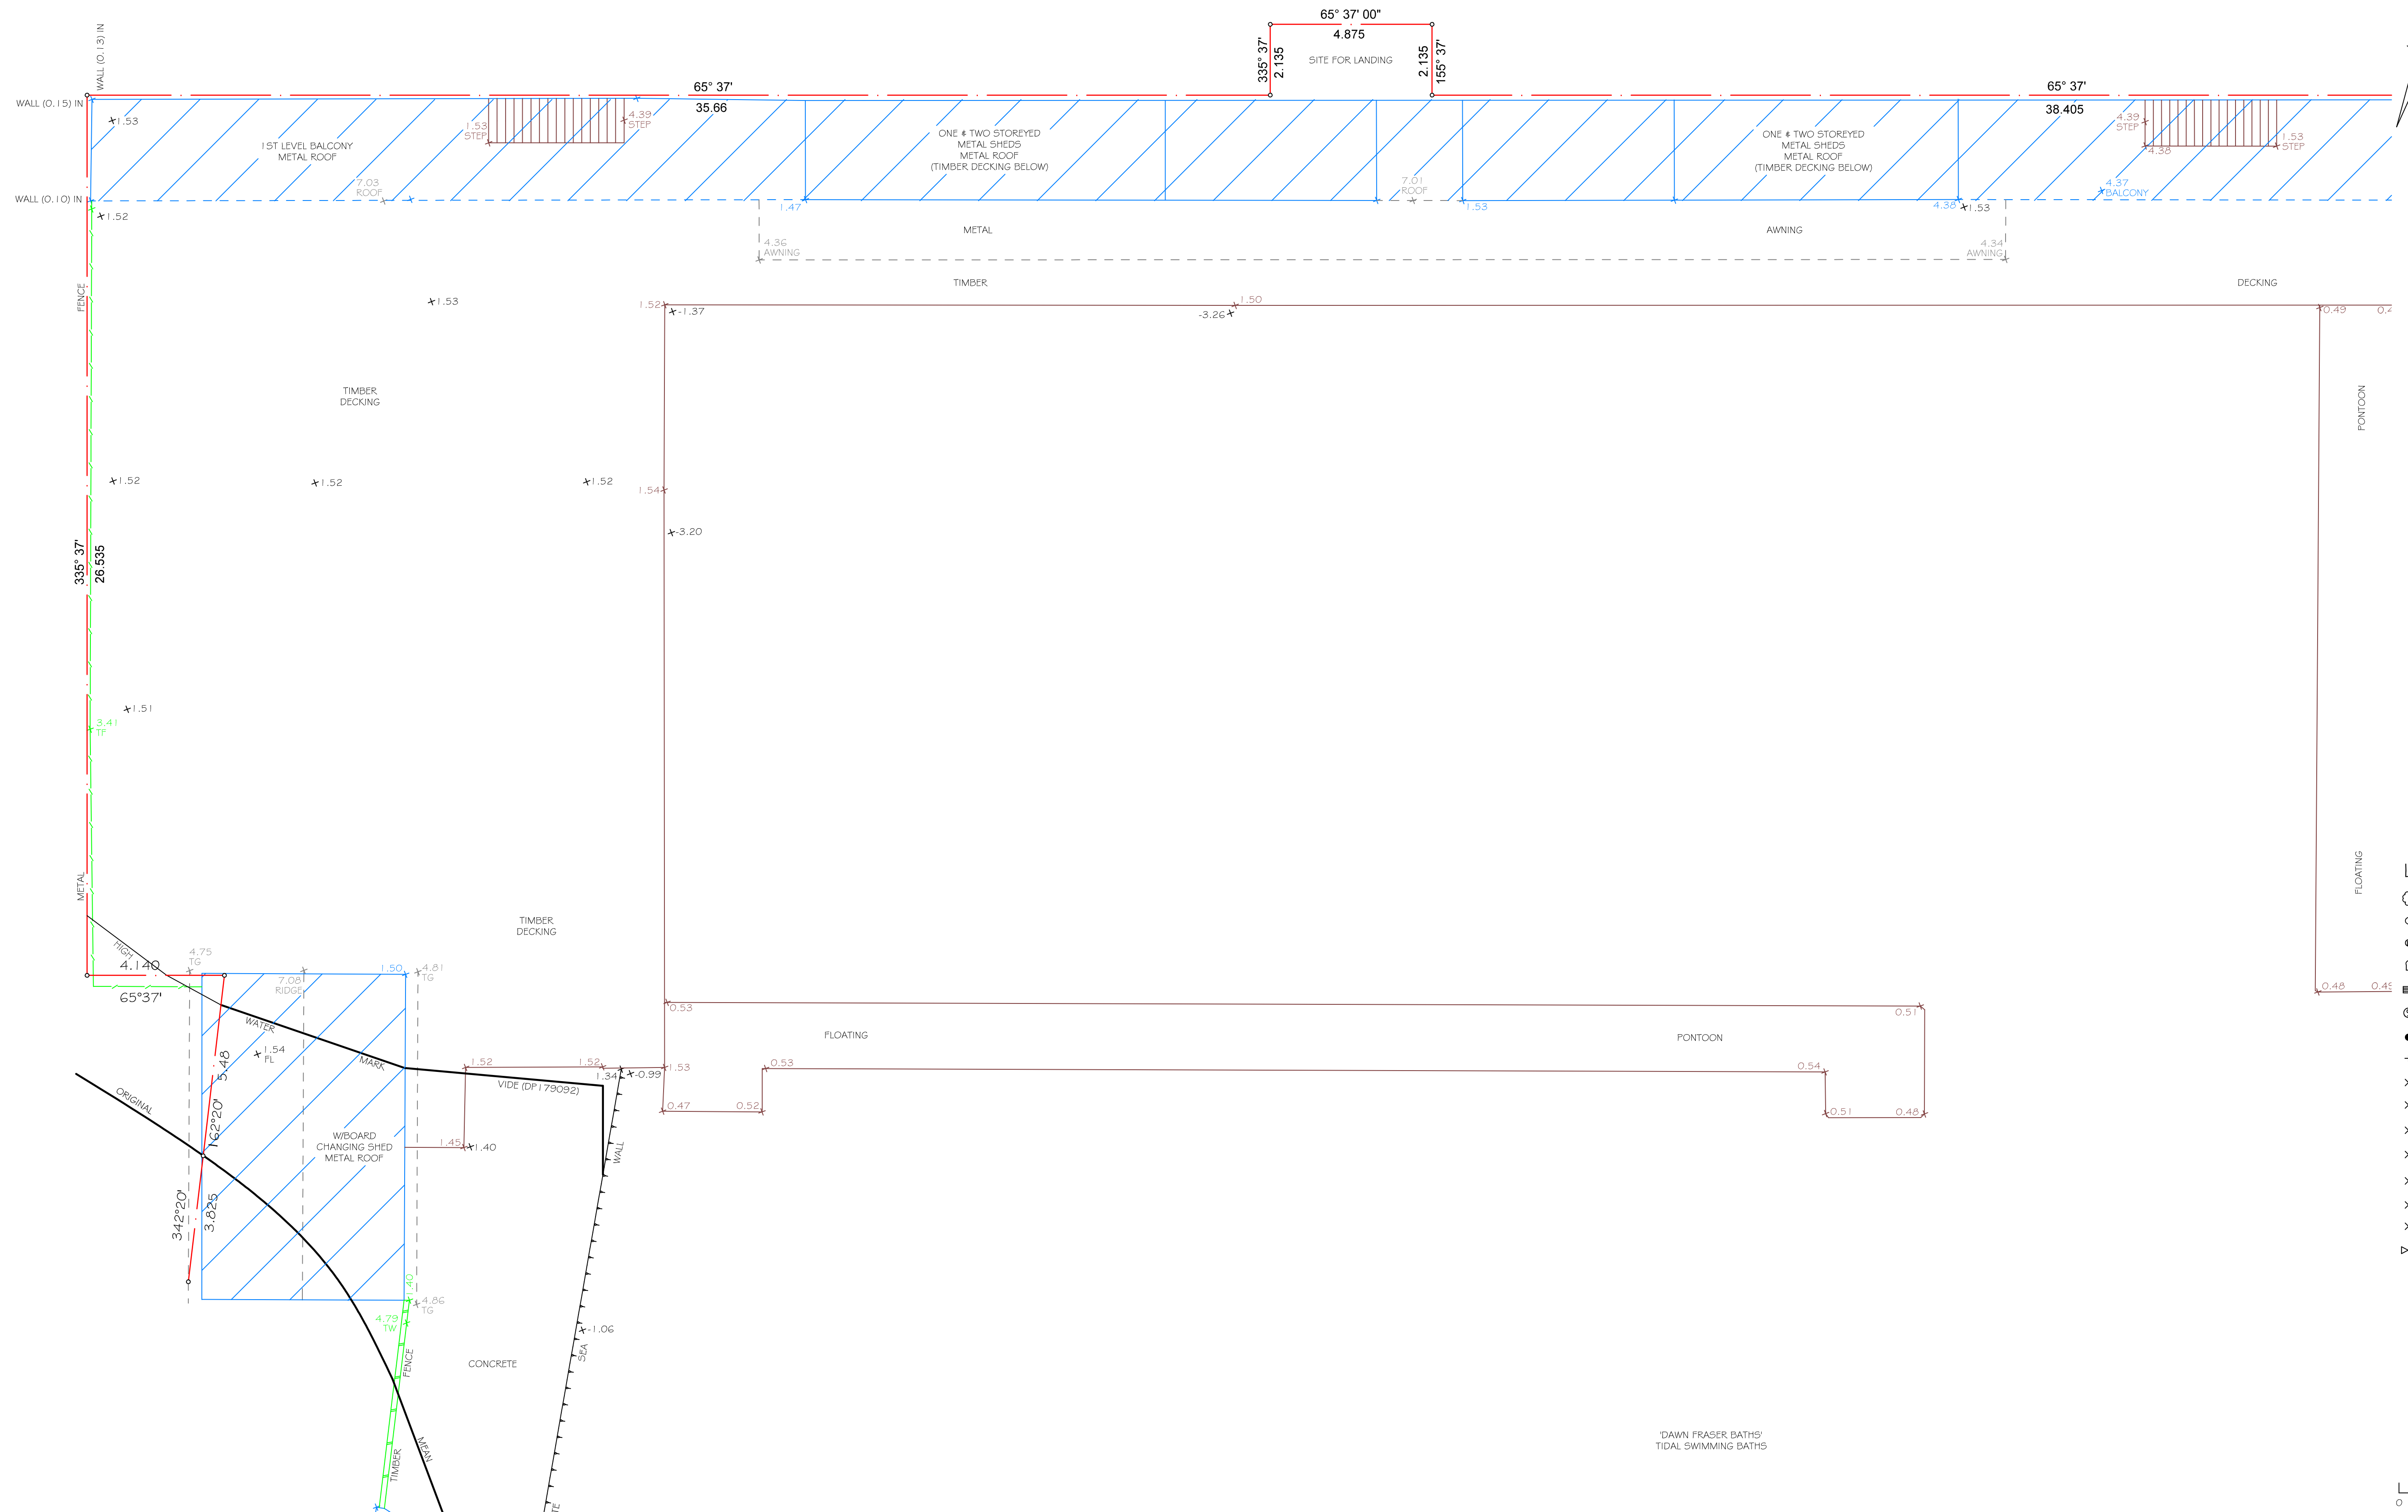 65° 37' 00"
4.875
335° 37'
2.135
2.135
155° 37'
SITE FOR LANDING
WALL (0.13) IN
WALL (0.15) IN
65° 37'
35.66
65° 37'
38.405
1.53
1ST LEVEL BALCONY
METAL ROOF
1.53
STEP
4.39
STEP
ONE & TWO STOREYED
METAL SHEDS
METAL ROOF
(TIMBER DECKING BELOW)
ONE & TWO STOREYED
METAL SHEDS
METAL ROOF
(TIMBER DECKING BELOW)
4.39
STEP
4.38
1.53
STEP
7.03
ROOF
7.01
ROOF
4.37
BALCONY
WALL (0.10) IN
1.52
1.47
1.53
4.38
1.53
METAL
AWNING
4.36
AWNING
4.34
AWNING
TIMBER
DECKING
FENCE
1.53
1.52
-1.37
1.50
-3.26
0.49
TIMBER
DECKING
PONTOON
1.52
1.52
1.52
1.54
-3.20
335° 37'
26.535
1.51
3.41
TF
METAL
FLOATING
TIMBER
DECKING
HIGH
4.140
65°37'
4.75
TG
7.08
RIDGE
1.50
4.81
TG
0.53
0.51
0.48
WATER
MARK
1.54
FL
5.48
162°20'
FLOATING
PONTOON
1.52
1.52
1.34
-0.99
1.53
0.53
0.54
VIDE (DP179092)
ORIGINAL
0.47
0.52
0.51
0.48
W/BOARD
CHANGING SHED
METAL ROOF
1.45
1.40
WALL
342°20'
3.825
1.40
4.86
TG
4.79
TW
-1.06
SEA
FENCE
CONCRETE
TIMBER
MEAN
'DAWN FRASER BATHS'
TIDAL SWIMMING BATHS